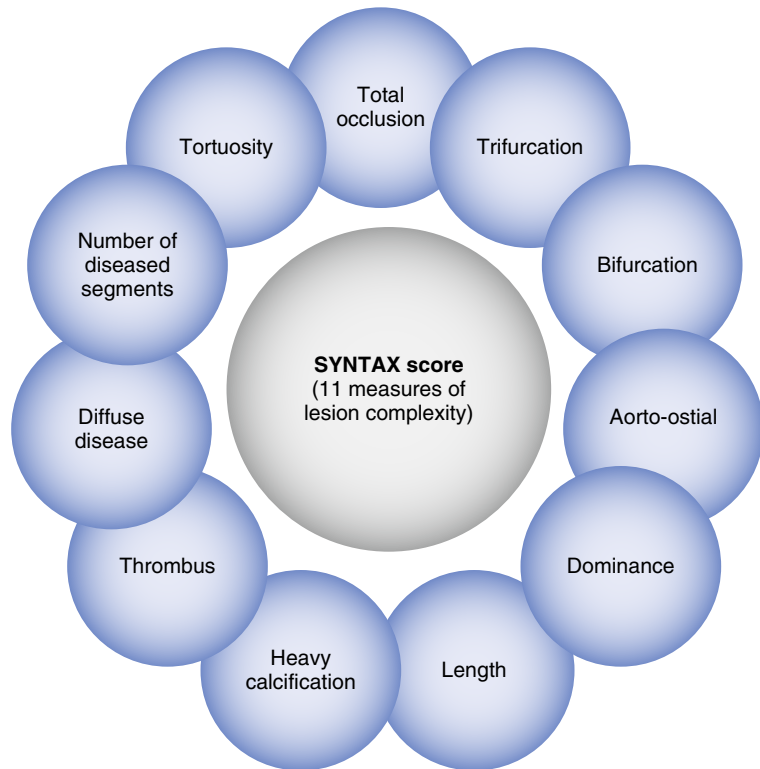 Total
occlusion
Trifurcation
Bifurcation
Aorto-ostial
Dominance
Length
Heavy
calcification
Thrombus
Diffuse
disease
Number of
diseased
segments
Tortuosity
SYNTAX score
(11 measures of
lesion complexity)